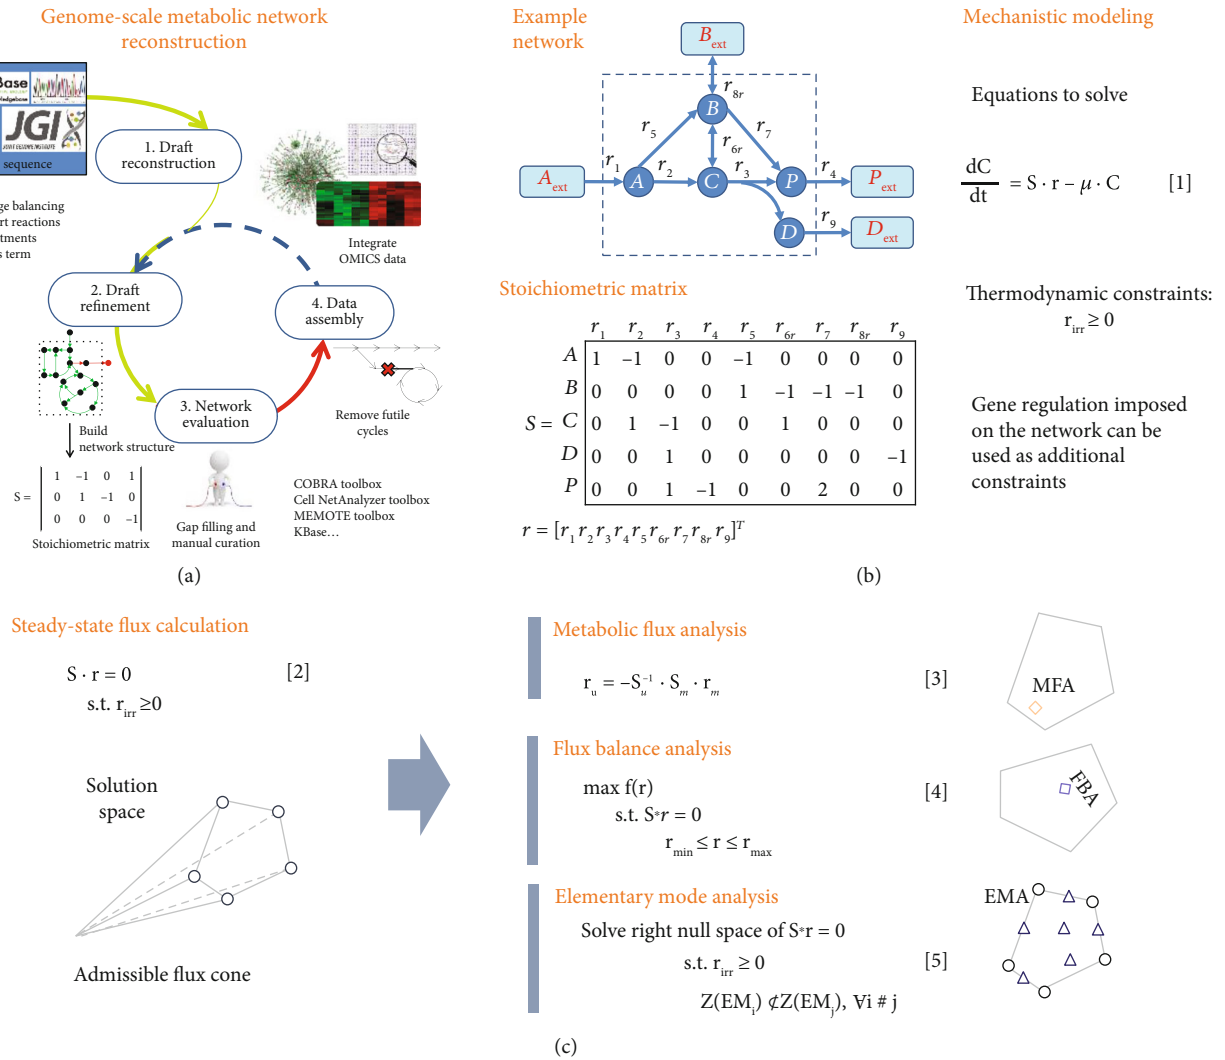 Genome-scale metabolic network
reconstruction
Base
JGI
JOINT GENOME INSTITUTE
sequence
1. Draft
reconstruction
ge balancing
rt reactions
tments
s term
Integrate
OMICS data
2. Draft
refinement
4. Data
assembly
3. Network
evaluation
Remove futile
cycles
Build
network structure
S =
1 –1 0 1
0 1 –1 0
0 0 0 –1
Stoichiometric matrix
Gap filling and
manual curation
COBRA toolbox
Cell NetAnalyzer toolbox
MEMOTE toolbox
KBase…
(a)
Example
network
B_ext
r_8r
B
r_5
r_7
r_6r
r_1
r_2
r_3
r_4
A_ext
A
C
P
P_ext
D
r_9
D_ext
Stoichiometric matrix
r_1 r_2 r_3 r_4 r_5 r_6r r_7 r_8r r_9
A 1 –1 0 0 –1 0 0 0 0
B 0 0 0 0 1 –1 –1 –1 0
S = C 0 1 –1 0 0 1 0 0 0
D 0 0 1 0 0 0 0 0 –1
P 0 0 1 –1 0 0 2 0 0
r = [r_1 r_2 r_3 r_4 r_5 r_6r r_7 r_8r r_9]^T
Mechanistic modeling
Equations to solve
dC
dt
= S · r – μ · C [1]
Thermodynamic constraints:
r_irr ≥ 0
Gene regulation imposed
on the network can be
used as additional
constraints
(b)
Steady-state flux calculation
S · r = 0 [2]
s.t. r_irr ≥0
Solution
space
Admissible flux cone
Metabolic flux analysis
r_u = –S_u^–1 · S_m · r_m [3]
MFA
Flux balance analysis
max f(r) [4]
s.t. S*r = 0
r_min ≤ r ≤ r_max
FBA
Elementary mode analysis
Solve right null space of S*r = 0
s.t. r_irr ≥ 0 [5]
Z(EM_i) ⊄Z(EM_j), ∀i # j
EMA
(c)